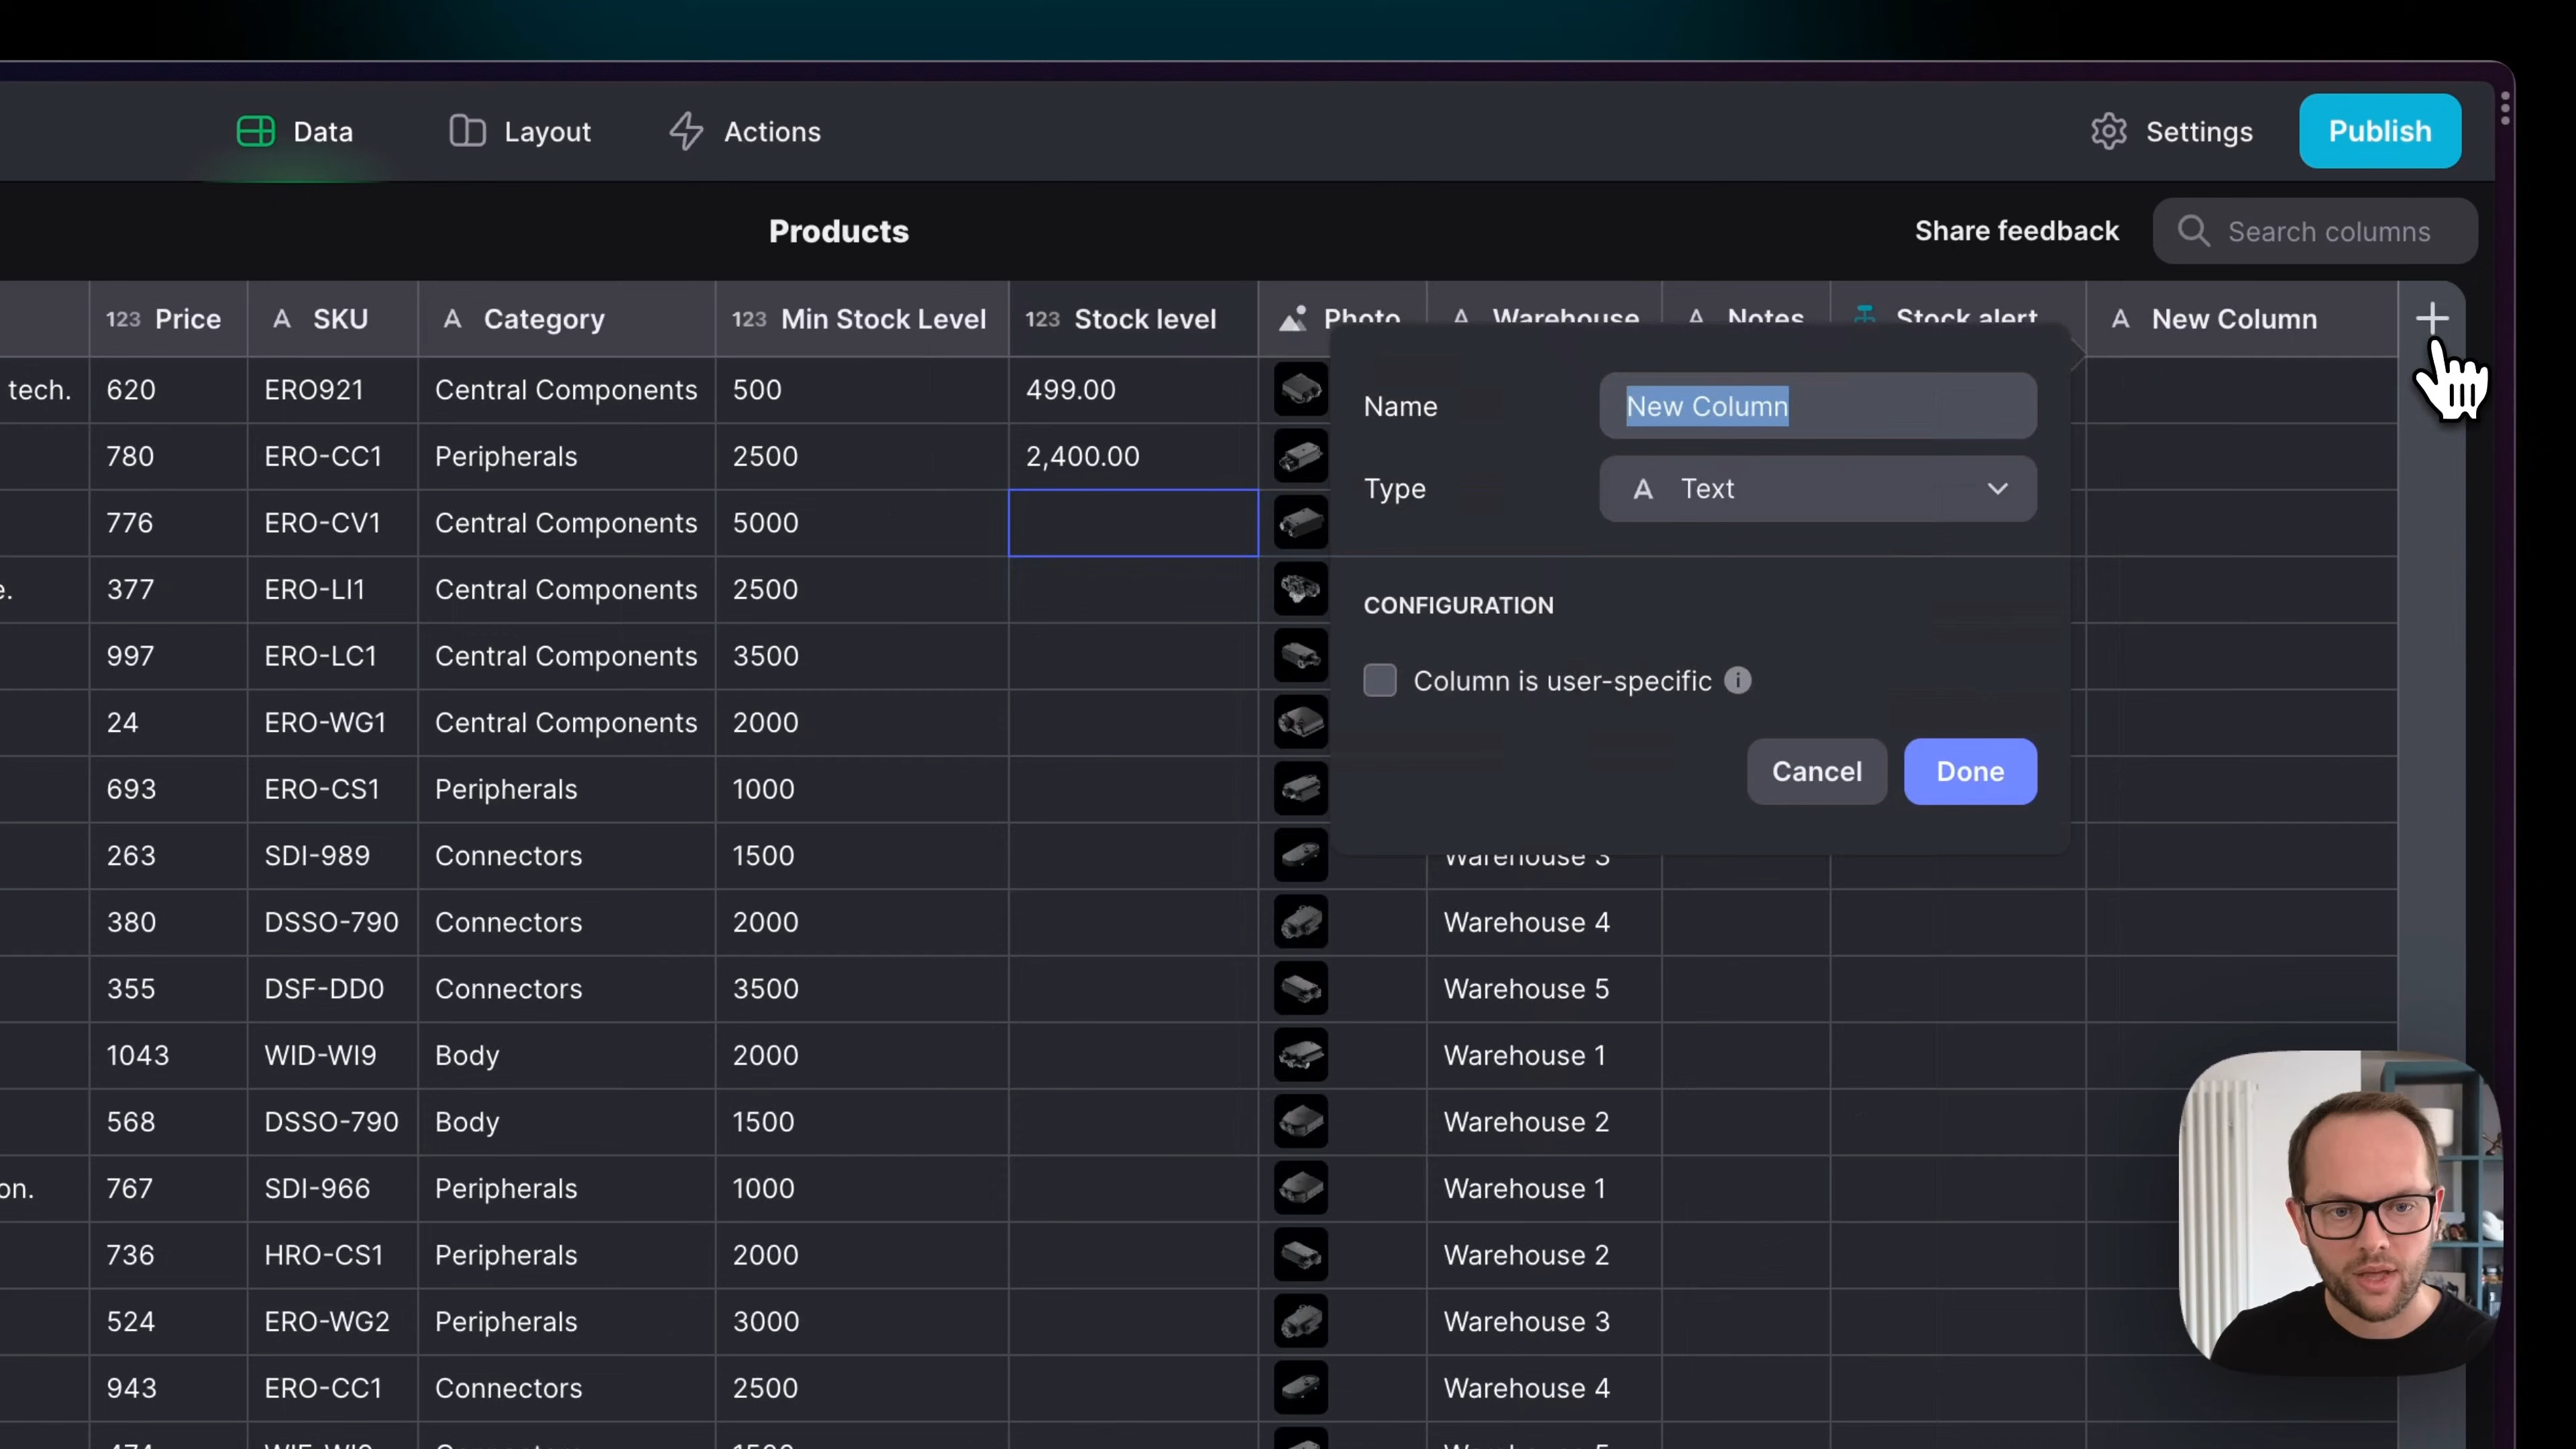 Data Layout Actions Settings Publish
Products Share feedback Search columns
123 Price A SKU A Category 123 Min Stock Level 123 Stock level Photo A Warehouse A Notes Stock alert A New Column +
tech. 620 ERO921 Central Components 500 499.00
Name New Column
780 ERO-CC1 Peripherals 2500 2,400.00
Type A Text
776 ERO-CV1 Central Components 5000
e. 377 ERO-LI1 Central Components 2500
CONFIGURATION
997 ERO-LC1 Central Components 3500
Column is user-specific i
24 ERO-WG1 Central Components 2000
Cancel Done
693 ERO-CS1 Peripherals 1000
263 SDI-989 Connectors 1500 Warehouse 3
380 DSSO-790 Connectors 2000 Warehouse 4
355 DSF-DD0 Connectors 3500 Warehouse 5
1043 WID-WI9 Body 2000 Warehouse 1
568 DSSO-790 Body 1500 Warehouse 2
on. 767 SDI-966 Peripherals 1000 Warehouse 1
736 HRO-CS1 Peripherals 2000 Warehouse 2
524 ERO-WG2 Peripherals 3000 Warehouse 3
943 ERO-CC1 Connectors 2500 Warehouse 4